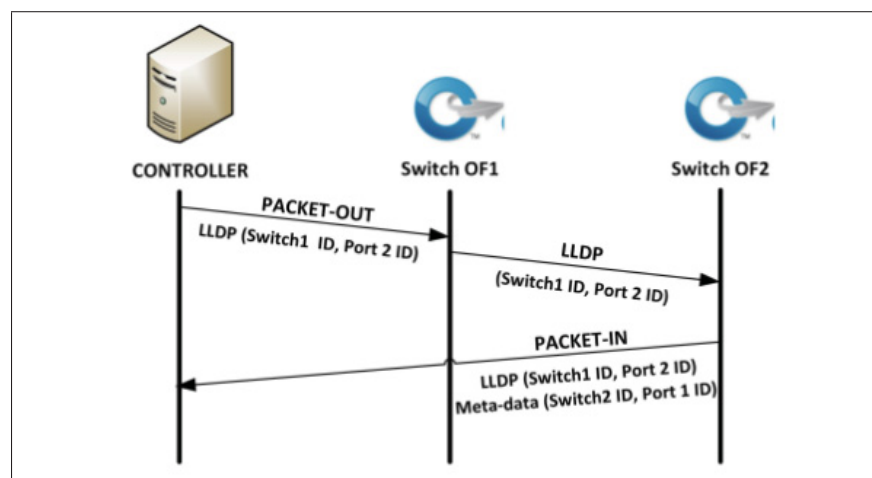 CONTROLLER
Switch OF1
Switch OF2
PACKET-OUT
LLDP (Switch1 ID, Port 2 ID)
LLDP
(Switch1 ID, Port 2 ID)
PACKET-IN
LLDP (Switch1 ID, Port 2 ID)
Meta-data (Switch2 ID, Port 1 ID)